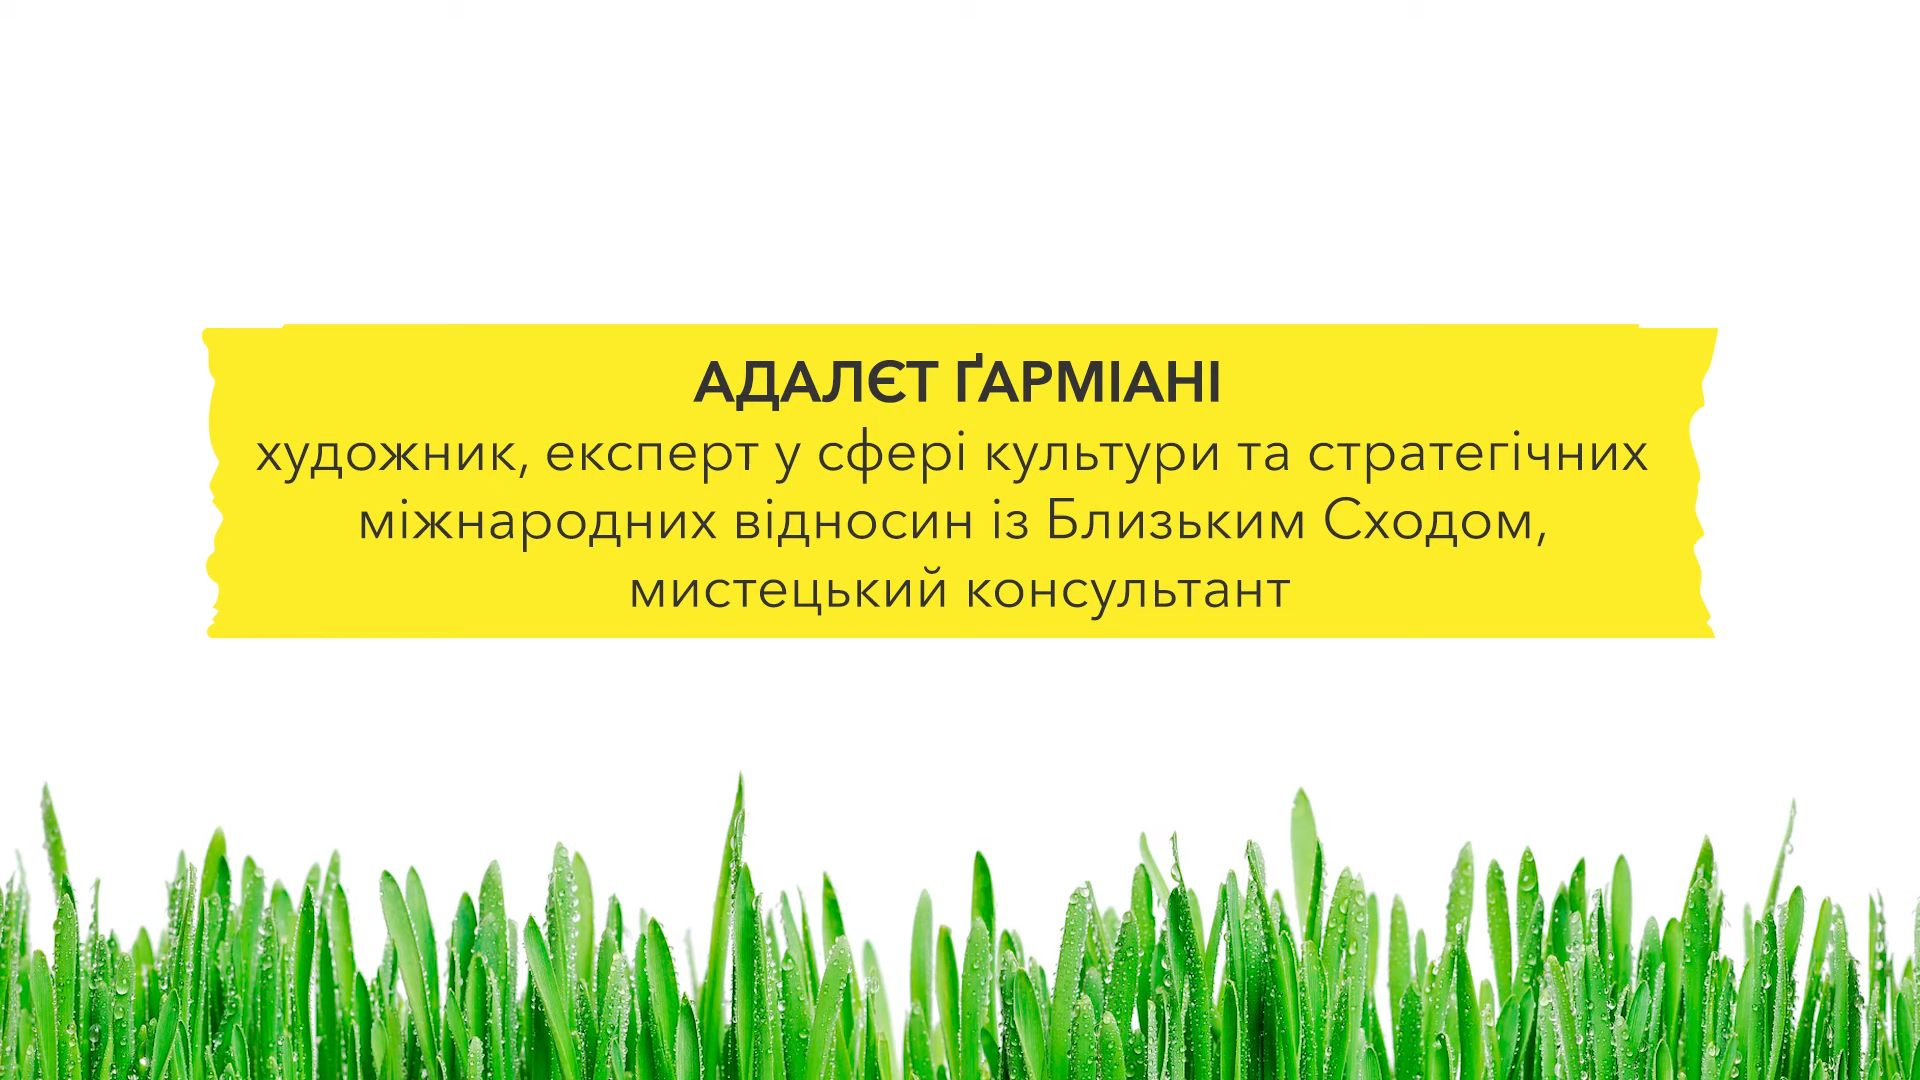 АДАЛЄТ ҐАРМІАНІ
художник, експерт у сфері культури та стратегічних
міжнародних відносин із Близьким Сходом,
мистецький консультант